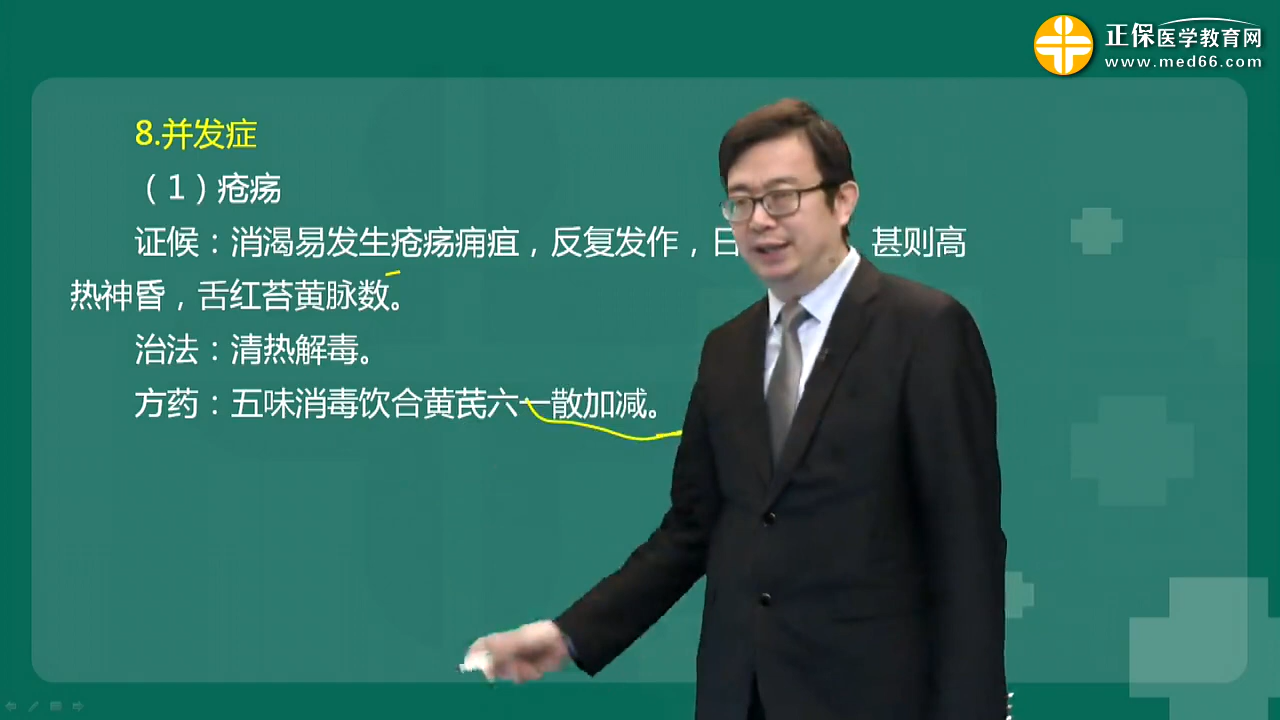 正保医学教育网
www.med66.com
8.并发症
（1）疮疡
证候：消渴易发生疮疡痈疽，反复发作，日 甚则高
热神昏，舌红苔黄脉数。
治法：清热解毒。
方药：五味消毒饮合黄芪六一散加减。